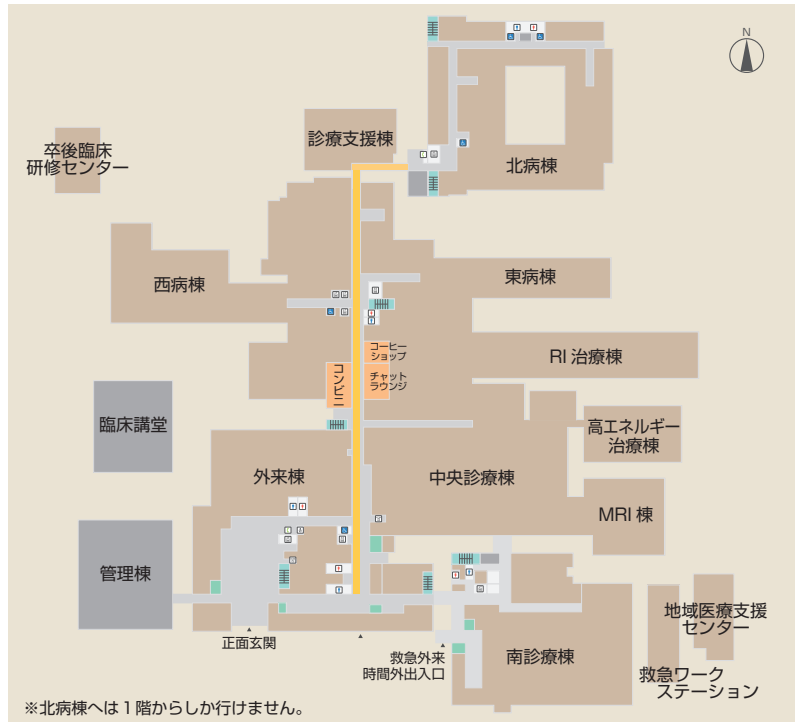 N
診療支援棟
卒後臨床
研修センター
北病棟
西病棟
東病棟
コーヒー
ショップ
RI 治療棟
コンビニ
チャット
ラウンジ
臨床講堂
高エネルギー
治療棟
外来棟
中央診療棟
MRI 棟
管理棟
地域医療支援
センター
正面玄関
救急外来
時間外出入口
南診療棟
救急ワーク
ステーション
※北病棟へは 1 階からしか行けません。